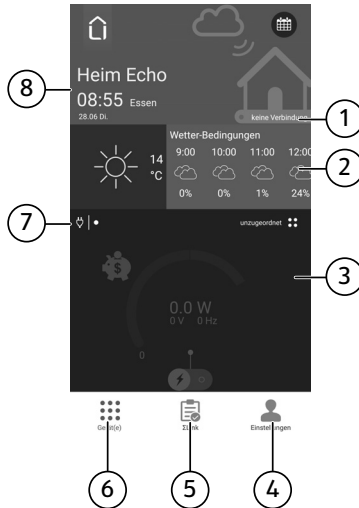 Heim Echo
08:55 Essen
28.06 Di.
keine Verbindung
Wetter-Bedingungen
9:00 10:00 11:00 12:00
14
°C
0% 0% 1% 24%
unzugeordnet
$
0.0 W
0 V 0 Hz
0
Gerät(e) ΣLink Einstellungen
8
1
2
7
3
6 5 4